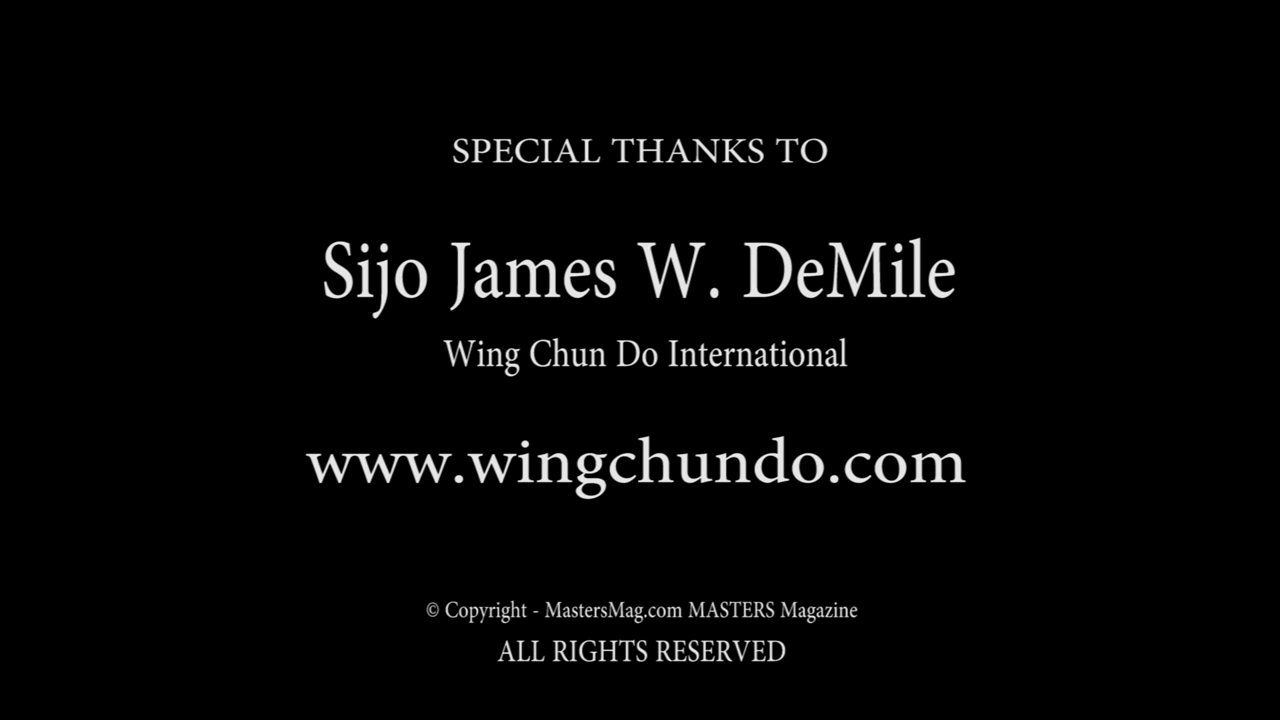 SPECIAL THANKS TO
Sijo James W. DeMile
Wing Chun Do International
www.wingchundo.com
© Copyright - MastersMag.com MASTERS Magazine
ALL RIGHTS RESERVED